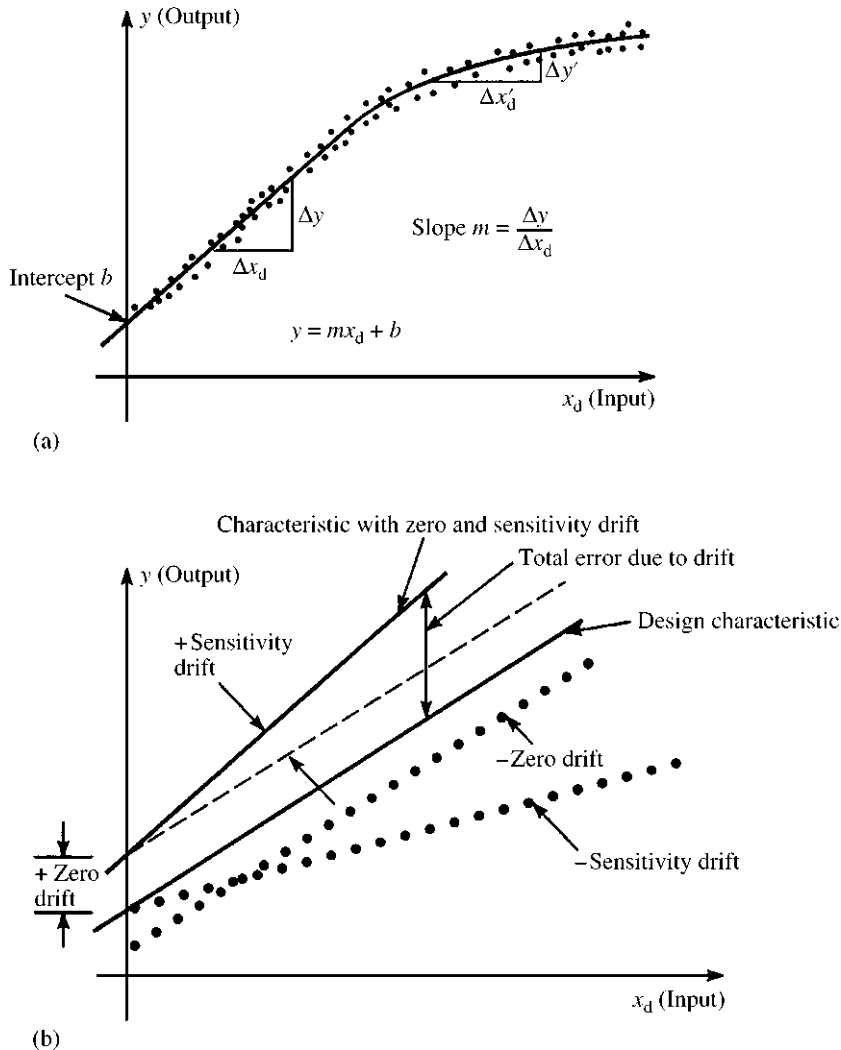 y (Output)
Δy′
Δx′d
Δy
Slope m = Δy/Δxd
Δxd
Intercept b
y = mxd + b
xd (Input)
(a)
Characteristic with zero and sensitivity drift
y (Output)
Total error due to drift
Design characteristic
+Sensitivity
drift
−Zero drift
−Sensitivity drift
+ Zero
drift
xd (Input)
(b)